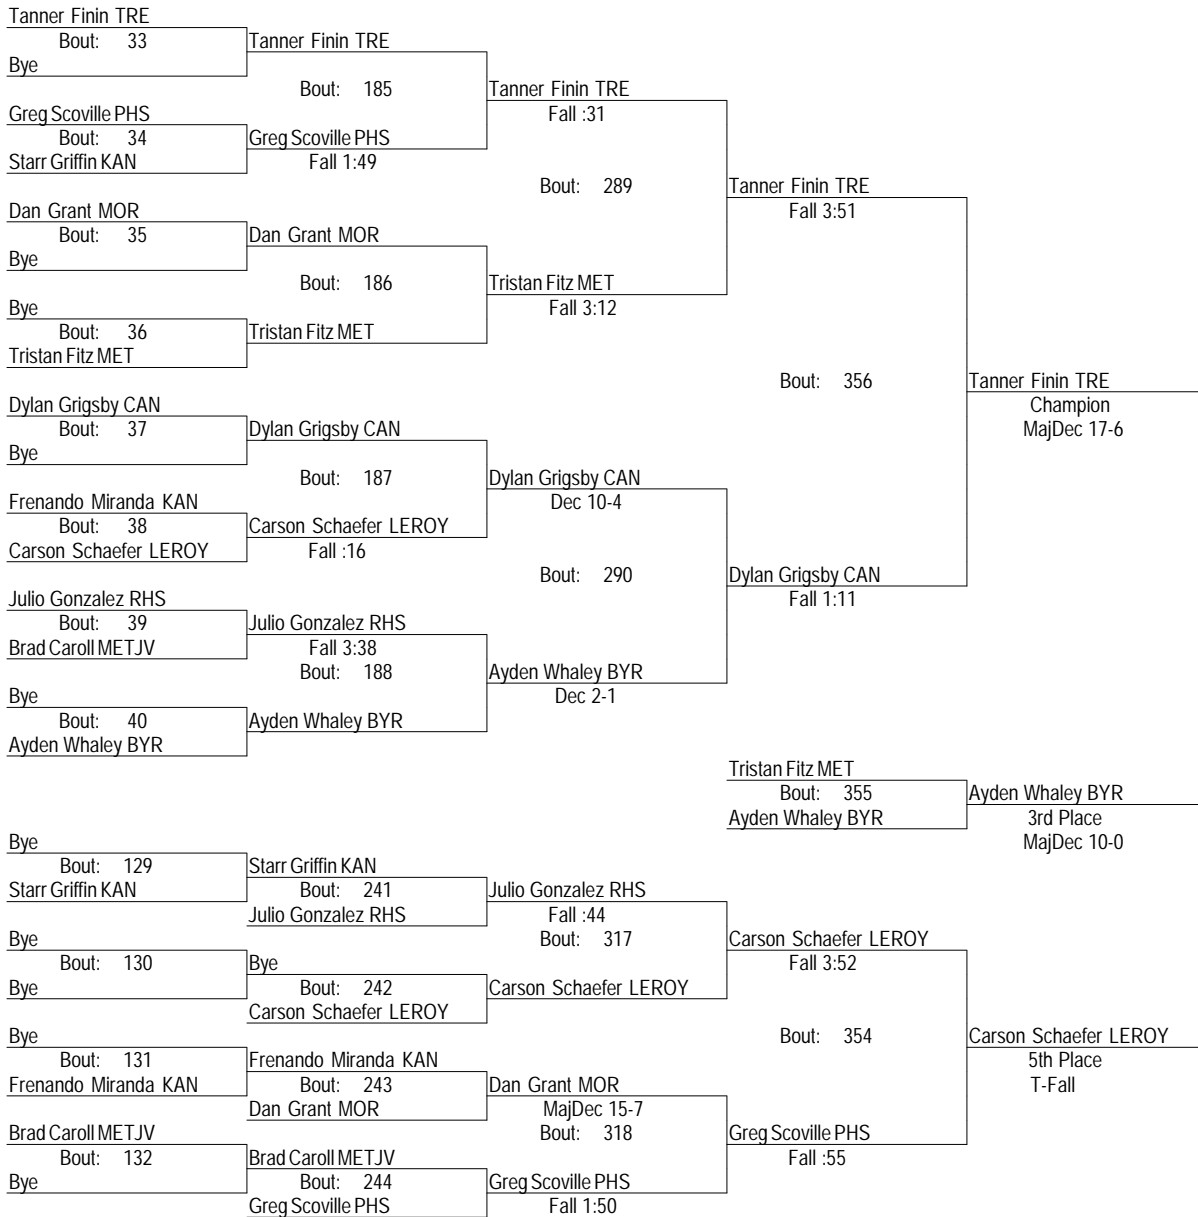 Tanner Finin TRE
Bout: 33
Tanner Finin TRE
Bye
Bout: 185
Tanner Finin TRE
Fall :31
Greg Scoville PHS
Bout: 34
Greg Scoville PHS
Starr Griffin KAN
Fall 1:49
Bout: 289
Tanner Finin TRE
Fall 3:51
Dan Grant MOR
Bout: 35
Dan Grant MOR
Bye
Bout: 186
Tristan Fitz MET
Fall 3:12
Bye
Bout: 36
Tristan Fitz MET
Tristan Fitz MET
Bout: 356
Tanner Finin TRE
Champion
MajDec 17-6
Dylan Grigsby CAN
Bout: 37
Dylan Grigsby CAN
Bye
Bout: 187
Dylan Grigsby CAN
Dec 10-4
Frenando Miranda KAN
Bout: 38
Carson Schaefer LEROY
Carson Schaefer LEROY
Fall :16
Bout: 290
Dylan Grigsby CAN
Fall 1:11
Julio Gonzalez RHS
Bout: 39
Julio Gonzalez RHS
Brad Caroll METJV
Fall 3:38
Bout: 188
Ayden Whaley BYR
Dec 2-1
Bye
Bout: 40
Ayden Whaley BYR
Ayden Whaley BYR
Tristan Fitz MET
Bout: 355
Ayden Whaley BYR
Ayden Whaley BYR
3rd Place
MajDec 10-0
Bye
Bout: 129
Starr Griffin KAN
Starr Griffin KAN
Bout: 241
Julio Gonzalez RHS
Julio Gonzalez RHS
Fall :44
Bout: 317
Carson Schaefer LEROY
Fall 3:52
Bye
Bout: 130
Bye
Bye
Bout: 242
Carson Schaefer LEROY
Carson Schaefer LEROY
Bout: 354
Carson Schaefer LEROY
5th Place
T-Fall
Bye
Bout: 131
Frenando Miranda KAN
Frenando Miranda KAN
Bout: 243
Dan Grant MOR
Dan Grant MOR
MajDec 15-7
Bout: 318
Greg Scoville PHS
Fall :55
Brad Caroll METJV
Bout: 132
Brad Caroll METJV
Bye
Bout: 244
Greg Scoville PHS
Greg Scoville PHS
Fall 1:50